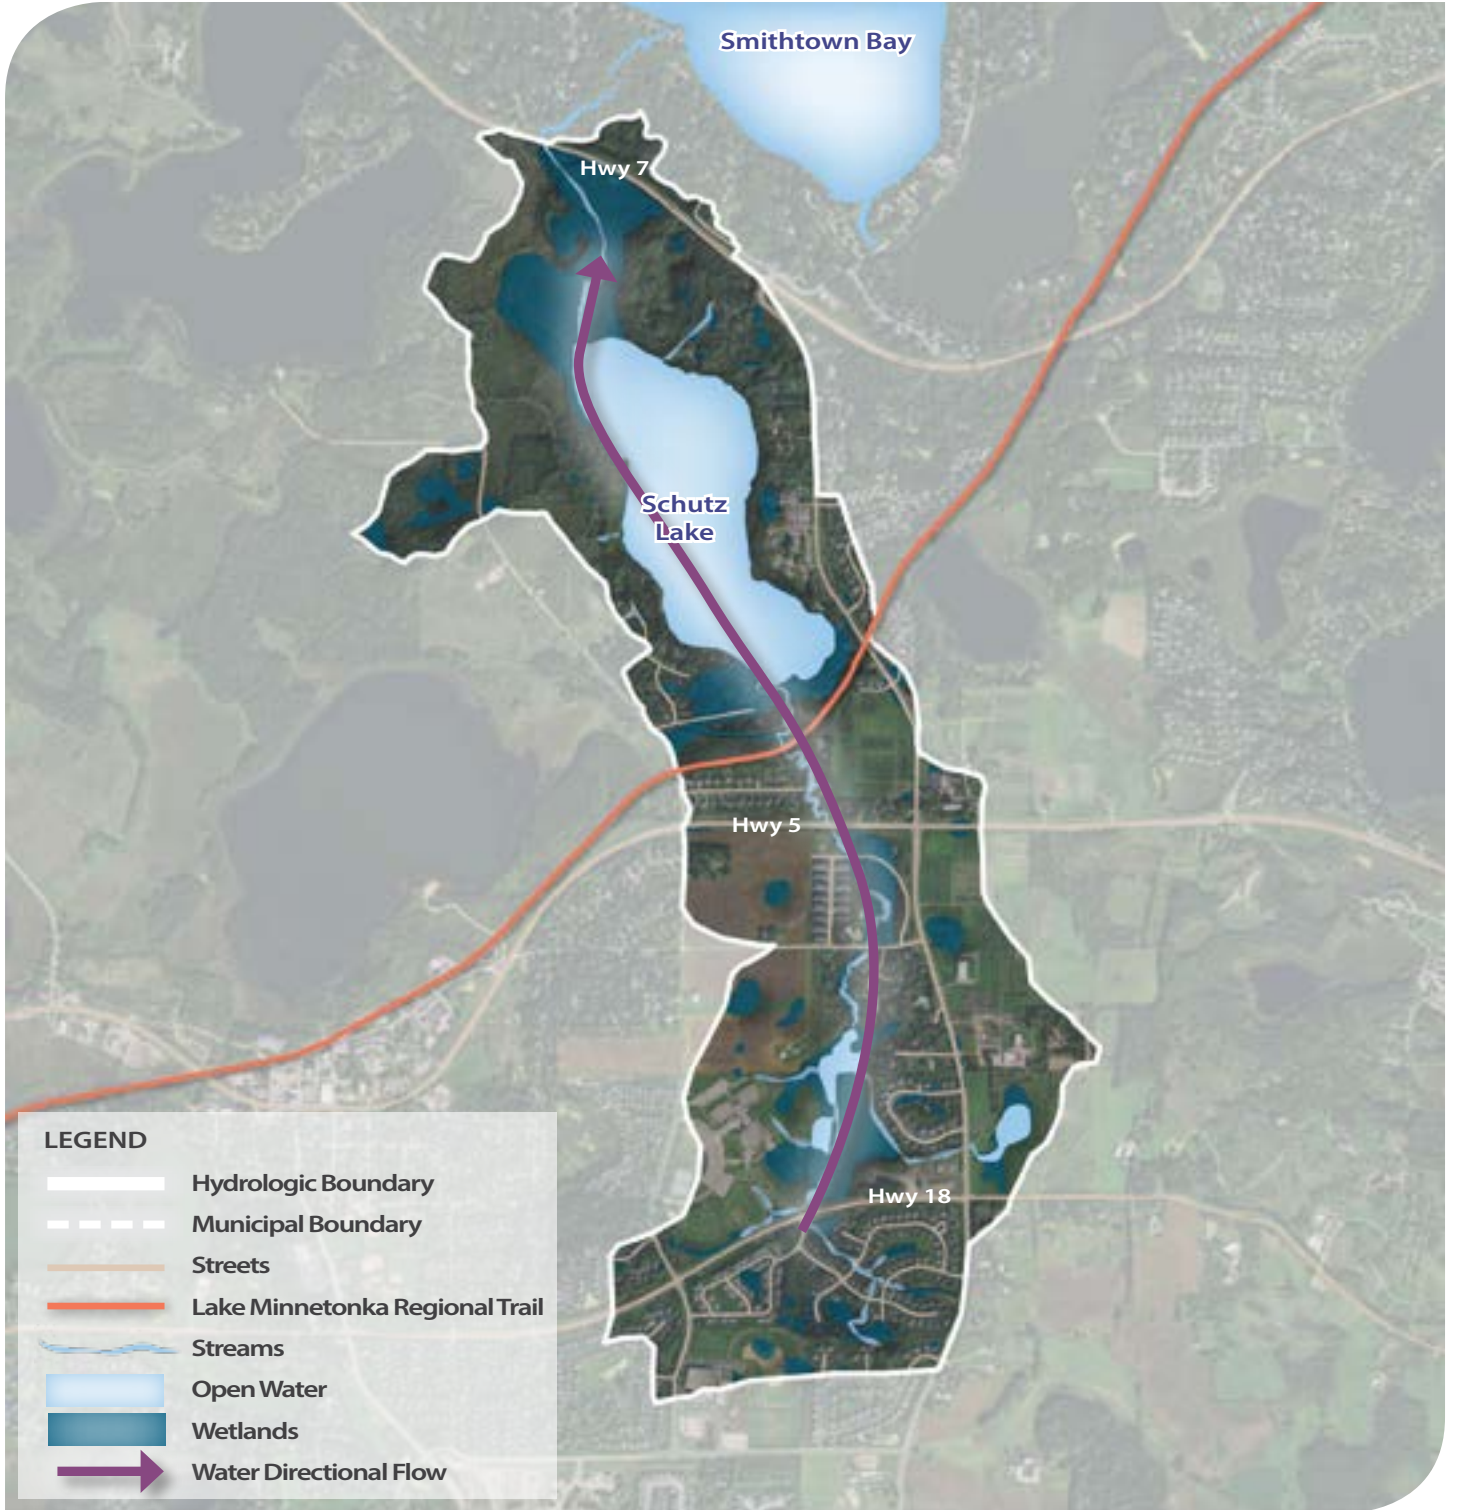 Smithtown Bay
Hwy 7
Schutz
Lake
Hwy 5
Hwy 18
LEGEND
Hydrologic Boundary
Municipal Boundary
Streets
Lake Minnetonka Regional Trail
Streams
Open Water
Wetlands
Water Directional Flow